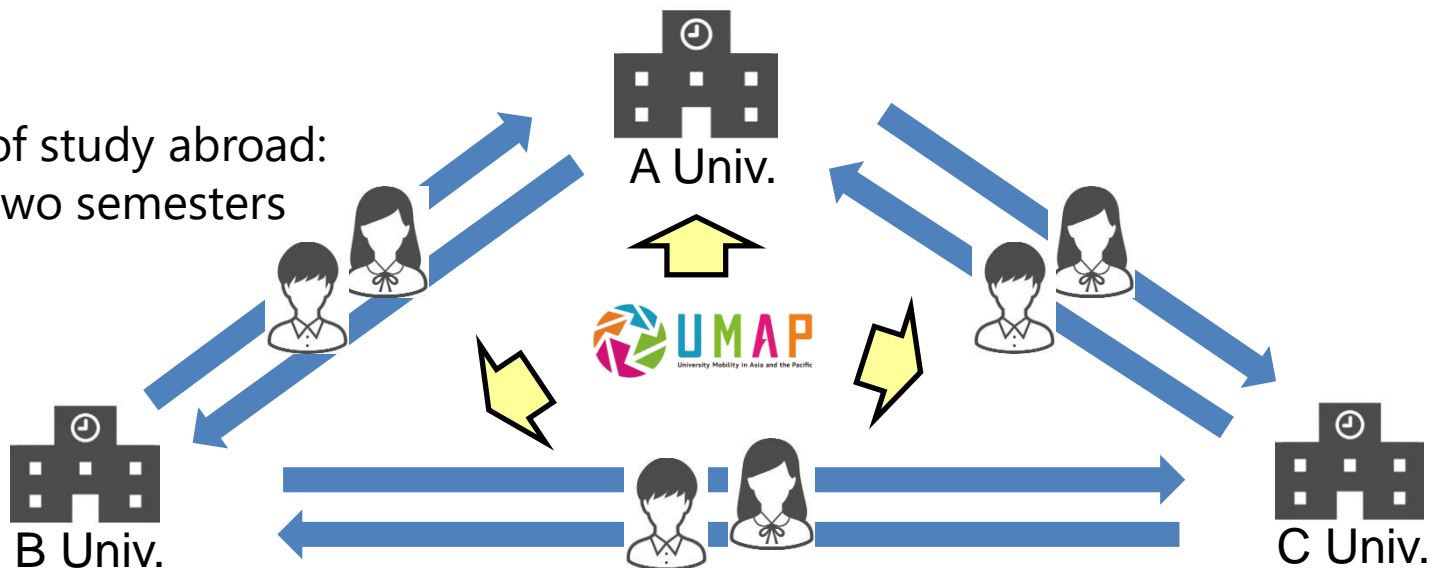 of study abroad:
wo semesters
A Univ.
UMAP
University Mobility in Asia and the Pacific
B Univ.
C Univ.